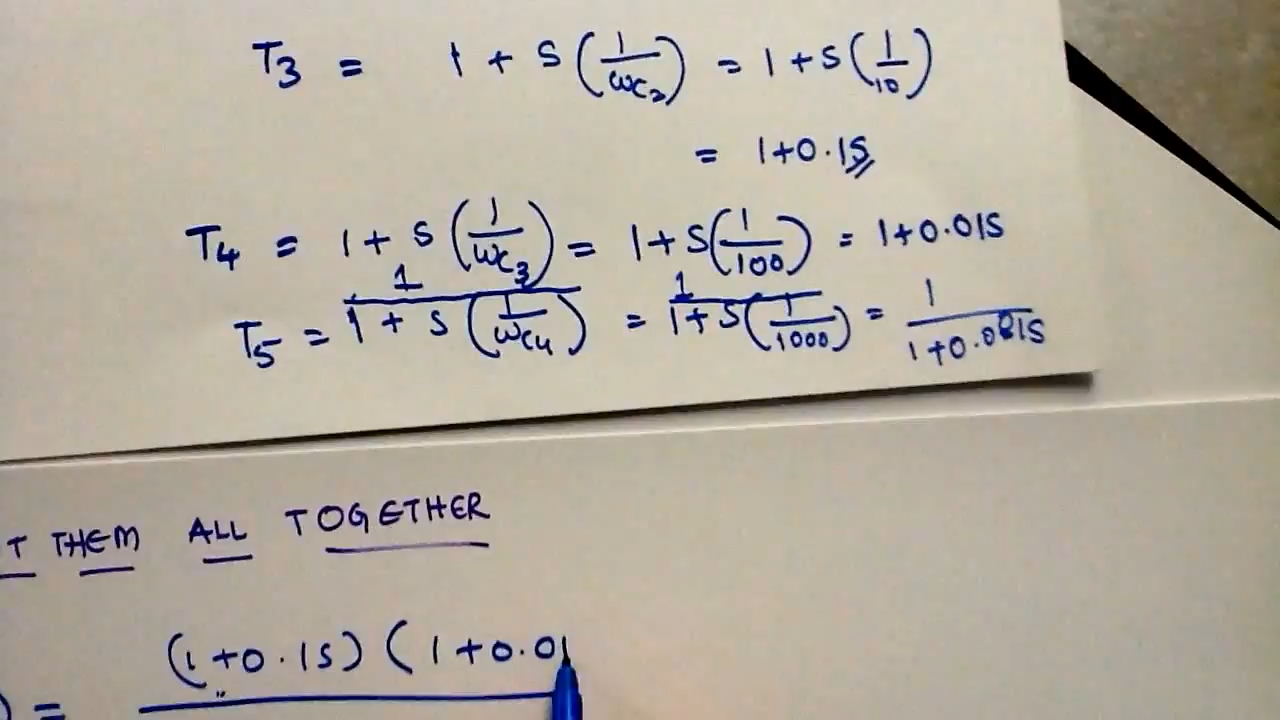 T3 = 1 + S(1/ωC2) = 1 + S(1/10)
= 1+0.1S
T4 = 1 + S(1/ωC3) = 1 + S(1/100) = 1+0.01S
T5 = 1/(1 + S(1/ωC4)) = 1/(1+S(1/1000)) = 1/(1+0.001S)
T THEM ALL TOGETHER
) = (1+0.1S) (1+0.01